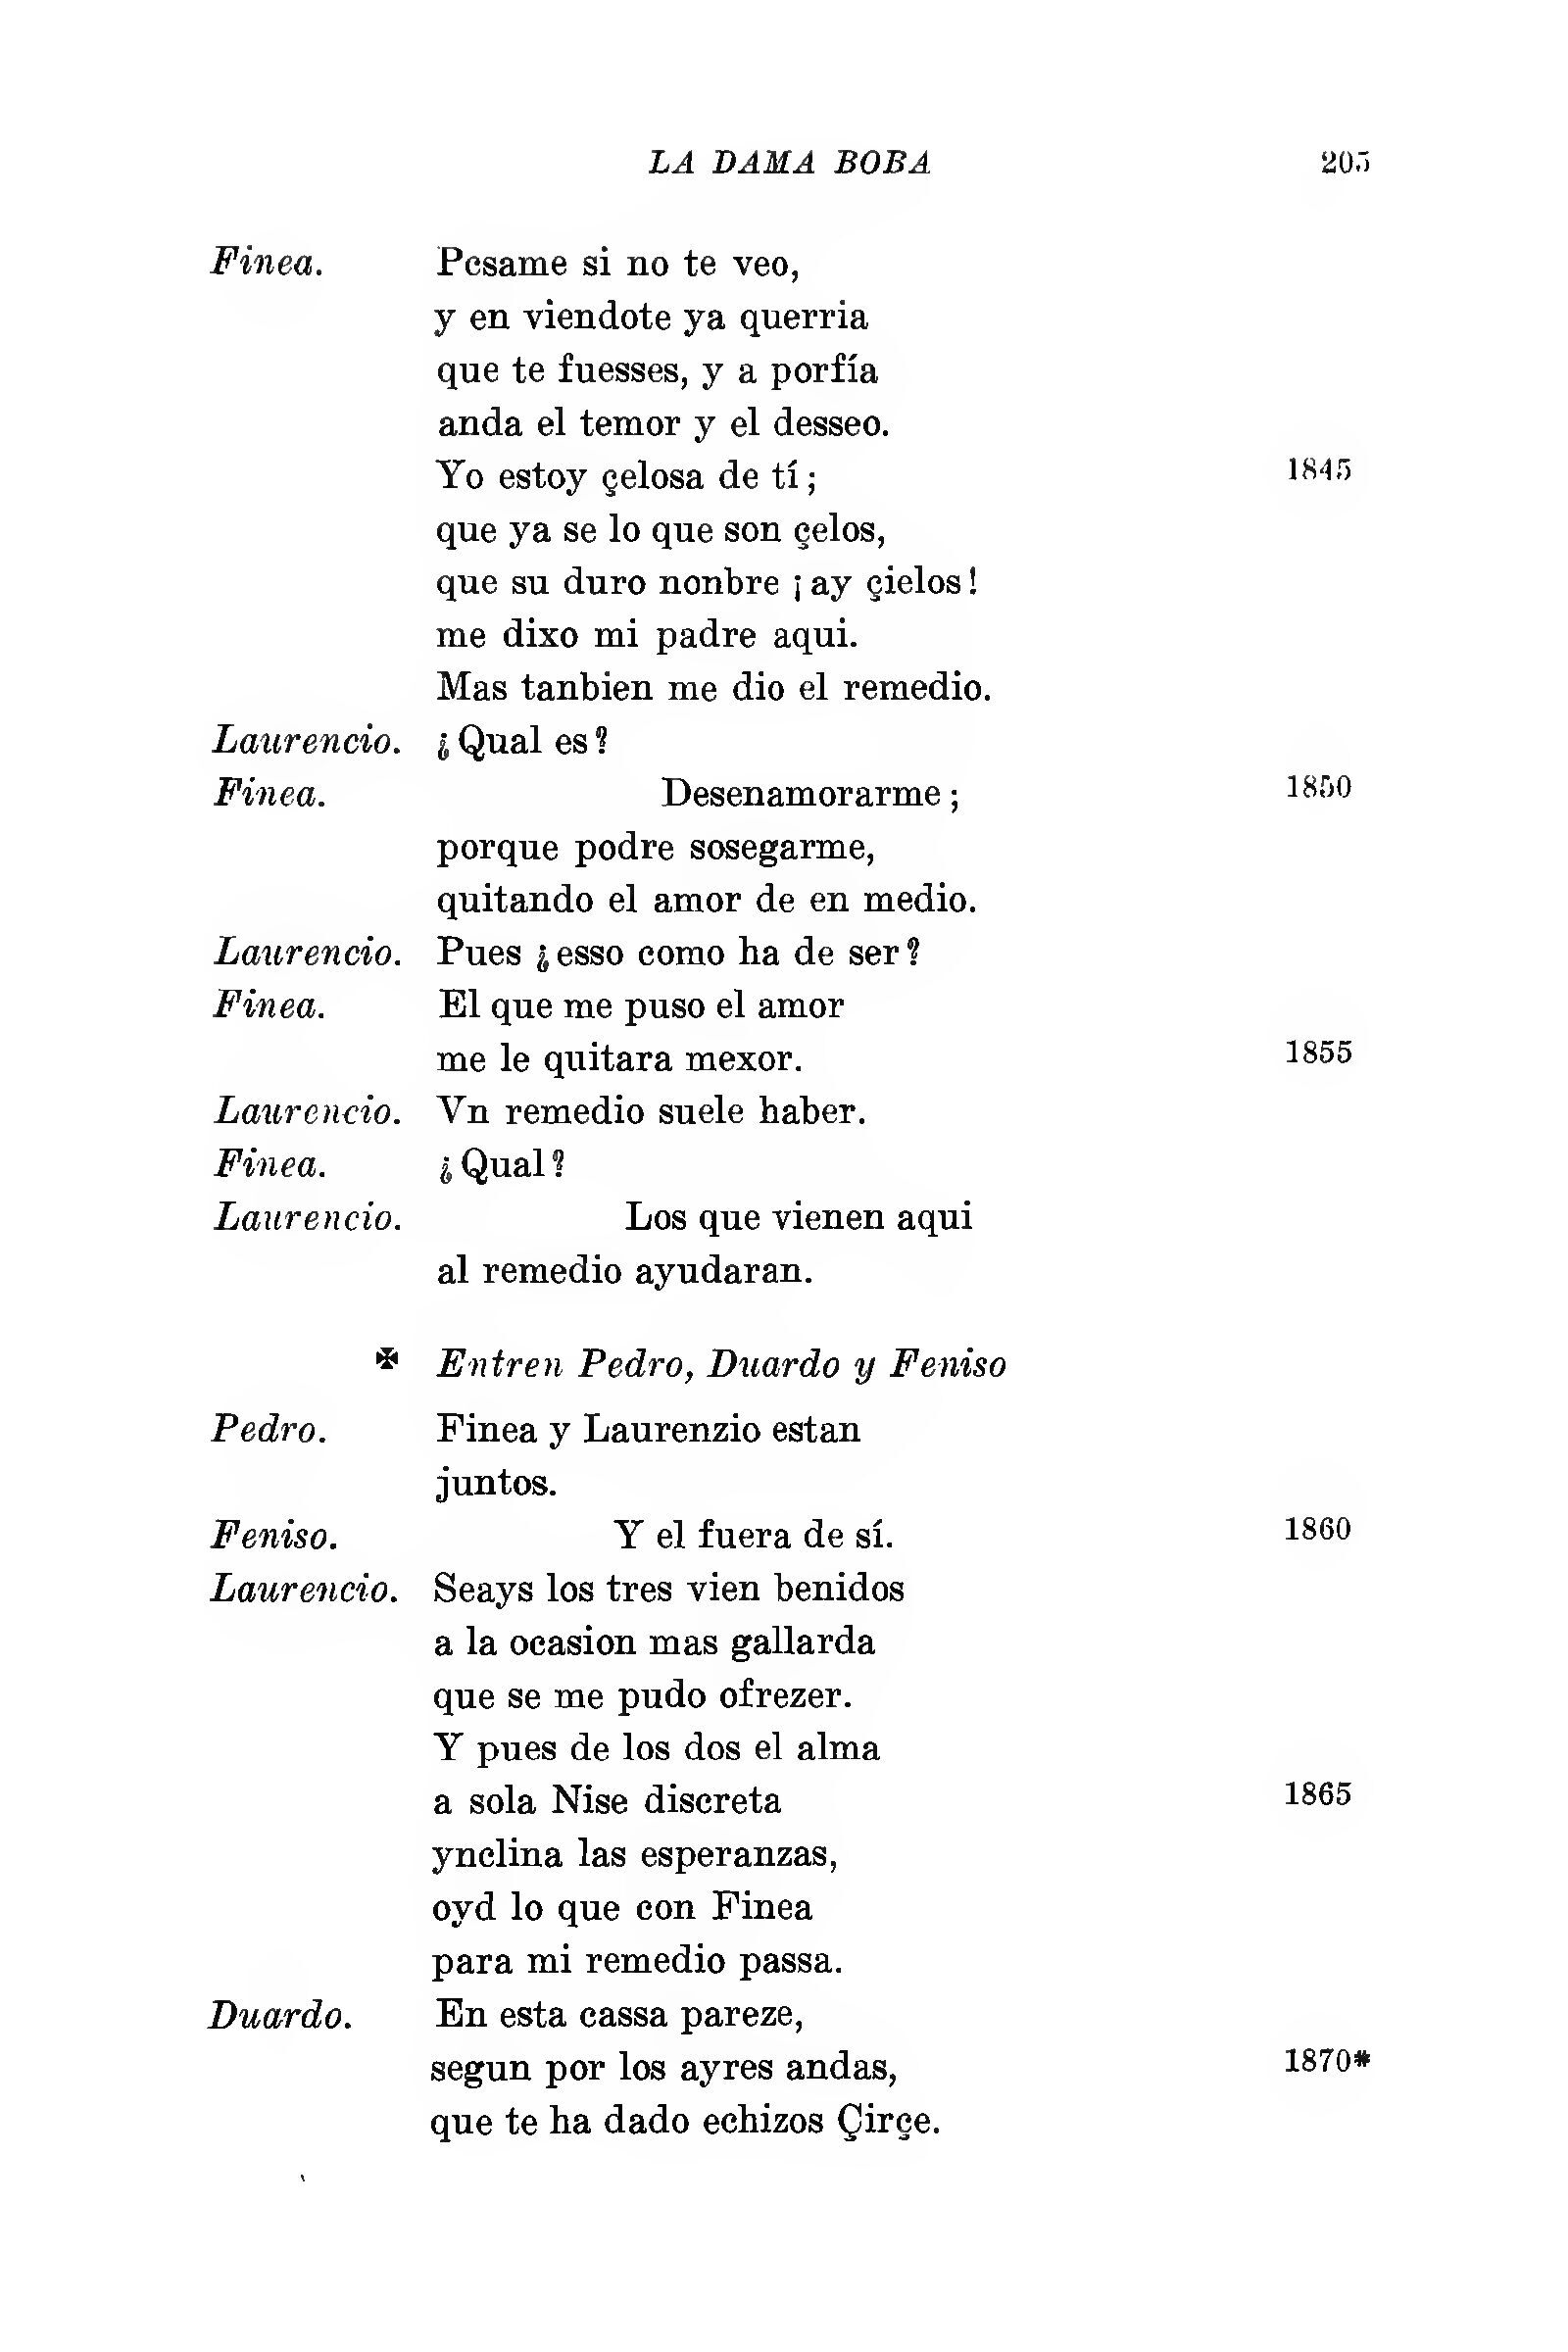 LA DAMA BOBA 205
Finea. Pesame si no te veo,
y en viendote ya querria
que te fuesses, y a porfía
anda el temor y el desseo.
Yo estoy çelosa de tí; 1845
que ya se lo que son çelos,
que su duro nonbre ¡ay çielos!
me dixo mi padre aqui.
Mas tanbien me dio el remedio.
Laurencio. ¿Qual es?
Finea. Desenamorarme; 1850
porque podre sosegarme,
quitando el amor de en medio.
Laurencio. Pues ¿esso como ha de ser?
Finea. El que me puso el amor
me le quitara mexor. 1855
Laurencio. Vn remedio suele haber.
Finea. ¿Qual?
Laurencio. Los que vienen aqui
al remedio ayudaran.
✠ Entren Pedro, Duardo y Feniso
Pedro. Finea y Laurenzio estan
juntos.
Feniso. Y el fuera de sí. 1860
Laurencio. Seays los tres vien benidos
a la ocasion mas gallarda
que se me pudo ofrezer.
Y pues de los dos el alma
a sola Nise discreta 1865
ynclina las esperanzas,
oyd lo que con Finea
para mi remedio passa.
Duardo. En esta cassa pareze,
segun por los ayres andas, 1870*
que te ha dado echizos Çirçe.